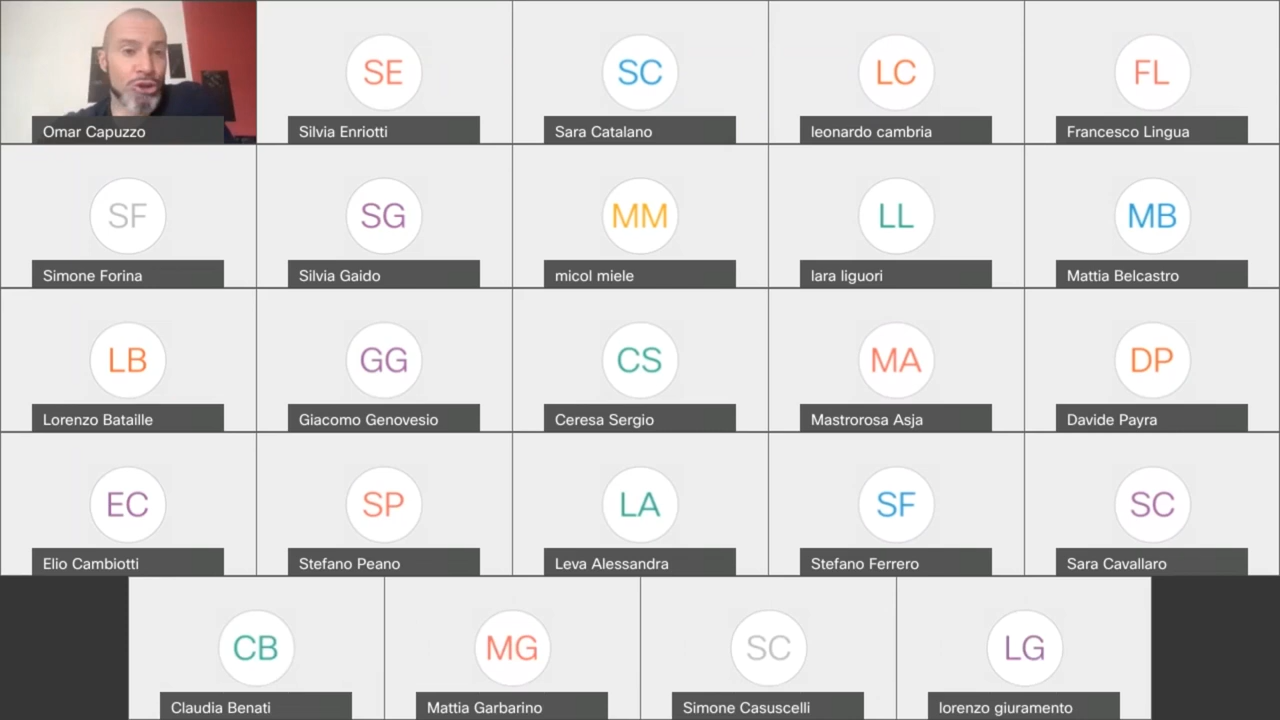 Omar Capuzzo
SE
Silvia Enriotti
SC
Sara Catalano
LC
leonardo cambria
FL
Francesco Lingua
SF
Simone Forina
SG
Silvia Gaido
MM
micol miele
LL
lara liguori
MB
Mattia Belcastro
LB
Lorenzo Bataille
GG
Giacomo Genovesio
CS
Ceresa Sergio
MA
Mastrorosa Asja
DP
Davide Payra
EC
Elio Cambiotti
SP
Stefano Peano
LA
Leva Alessandra
SF
Stefano Ferrero
SC
Sara Cavallaro
CB
Claudia Benati
MG
Mattia Garbarino
SC
Simone Casuscelli
LG
lorenzo giuramento